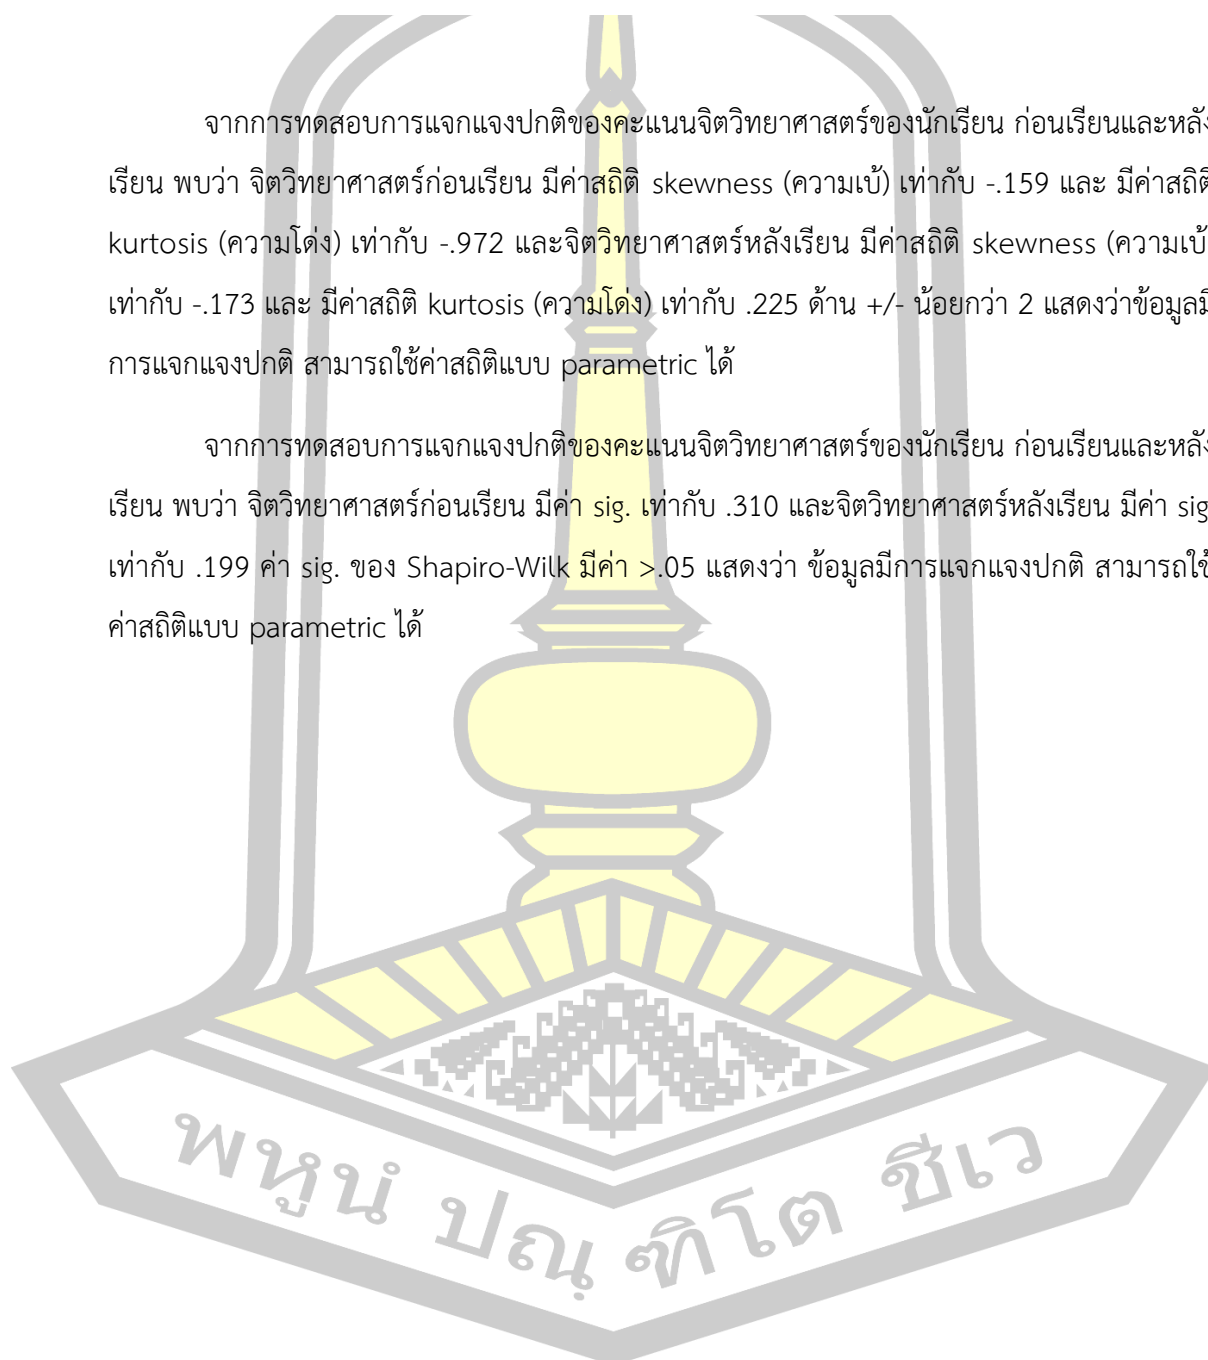 จากการทดสอบการแจกแจงปกติของคะแนนจิตวิทยาศาสตร์ของนักเรียน ก่อนเรียนและหลัง
เรียน พบว่า จิตวิทยาศาสตร์ก่อนเรียน มีค่าสถิติ skewness (ความเบ้) เท่ากับ -.159 และ มีค่าสถิติ
kurtosis (ความโด่ง) เท่ากับ -.972 และจิตวิทยาศาสตร์หลังเรียน มีค่าสถิติ skewness (ความเบ้
เท่ากับ -.173 และ มีค่าสถิติ kurtosis (ความโด่ง) เท่ากับ .225 ด้าน +/- น้อยกว่า 2 แสดงว่าข้อมูลมี
การแจกแจงปกติ สามารถใช้ค่าสถิติแบบ parametric ได้
จากการทดสอบการแจกแจงปกติของคะแนนจิตวิทยาศาสตร์ของนักเรียน ก่อนเรียนและหลัง
เรียน พบว่า จิตวิทยาศาสตร์ก่อนเรียน มีค่า sig. เท่ากับ .310 และจิตวิทยาศาสตร์หลังเรียน มีค่า sig
เท่ากับ .199 ค่า sig. ของ Shapiro-Wilk มีค่า >.05 แสดงว่า ข้อมูลมีการแจกแจงปกติ สามารถใช้
ค่าสถิติแบบ parametric ได้
พหูนํ ปณฺฑิโต ชีเว